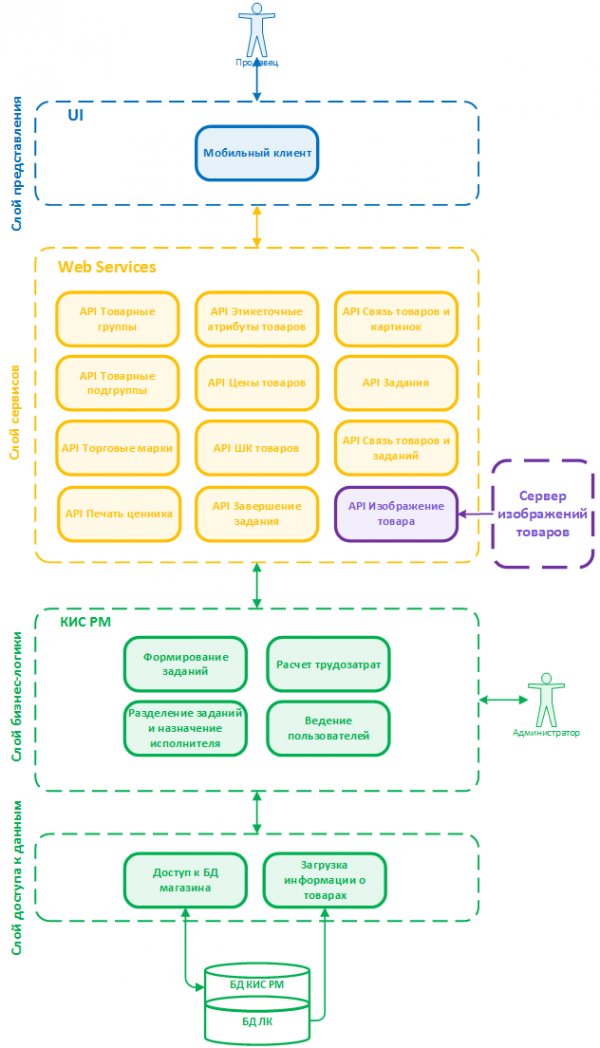 Продавец
Слой представления
UI
Мобильный клиент
Слой сервисов
Web Services
API Товарные
группы
API Этикеточные
атрибуты товаров
API Связь товаров и
картинок
API Товарные
подгруппы
API Цены товаров
API Задания
API Торговые марки
API ШК товаров
API Связь товаров и
заданий
API Печать ценника
API Завершение
задания
API Изображение
товара
Сервер
изображений
товаров
Слой бизнес-логики
КИС РМ
Формирование
заданий
Расчет трудозатрат
Разделение заданий
и назначение
исполнителя
Ведение
пользователей
Администратор
Слой доступа к данным
Доступ к БД
магазина
Загрузка
информации о
товарах
БД КИС РМ
БД ЛК